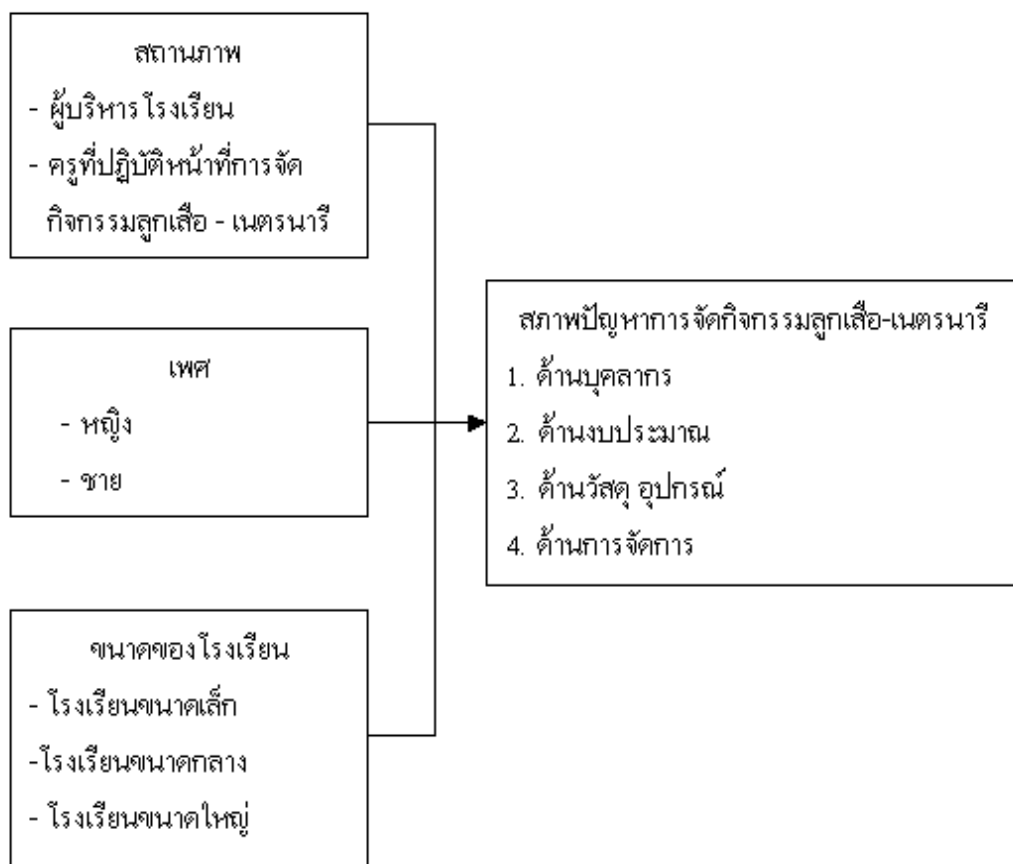 สถานภาพ
- ผู้บริหารโรงเรียน
- ครูที่ปฏิบัติหน้าที่การจัด
กิจกรรมลูกเสือ - เนตรนารี
เพศ
- หญิง
- ชาย
ขนาดของโรงเรียน
- โรงเรียนขนาดเล็ก
-โรงเรียนขนาดกลาง
- โรงเรียนขนาดใหญ่
สภาพปัญหาการจัดกิจกรรมลูกเสือ-เนตรนารี
1. ด้านบุคลากร
2. ด้านงบประมาณ
3. ด้านวัสดุ อุปกรณ์
4. ด้านการจัดการ